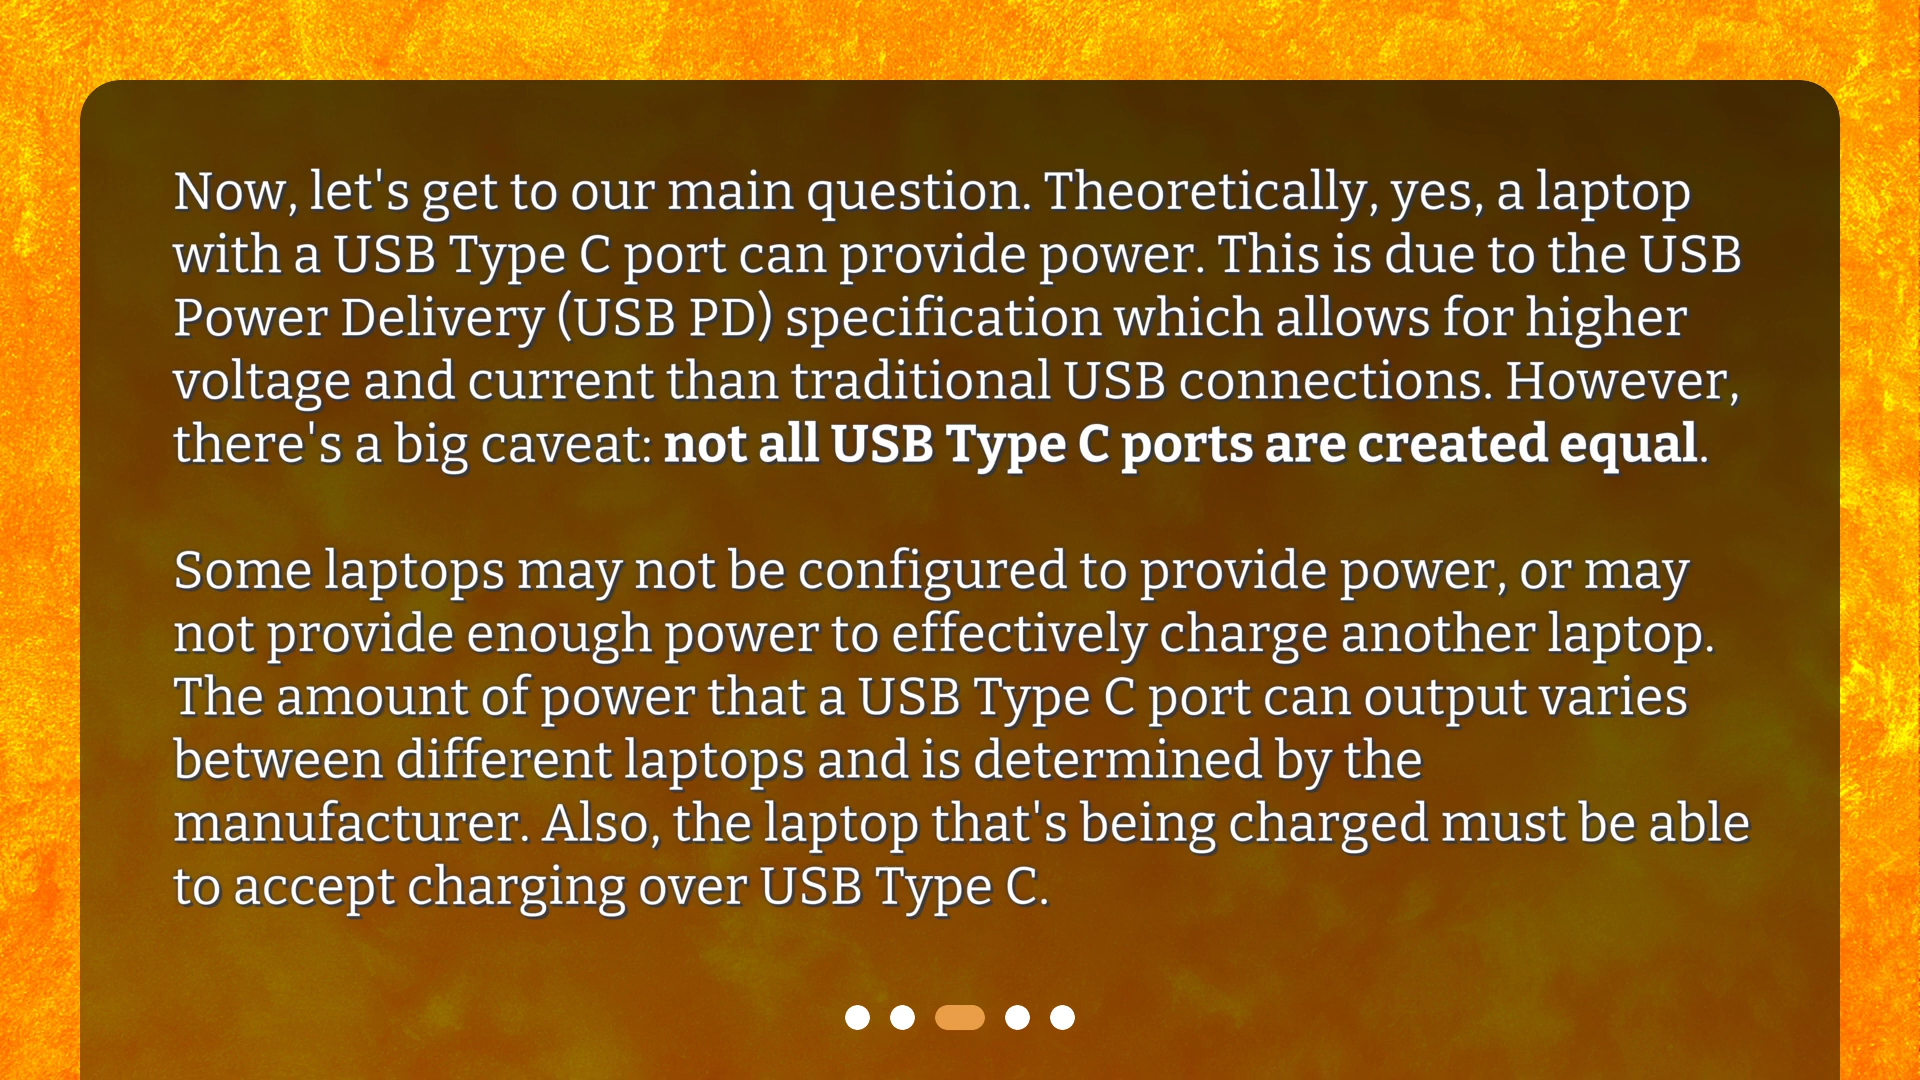 Now, let's get to our main question. Theoretically, yes, a laptop
with a USB Type C port can provide power. This is due to the USB
Power Delivery (USB PD) specification which allows for higher
voltage and current than traditional USB connections. However,
there's a big caveat: not all USB Type C ports are created equal.
Some laptops may not be configured to provide power, or may
not provide enough power to effectively charge another laptop.
The amount of power that a USB Type C port can output varies
between different laptops and is determined by the
manufacturer. Also, the laptop that's being charged must be able
to accept charging over USB Type C.